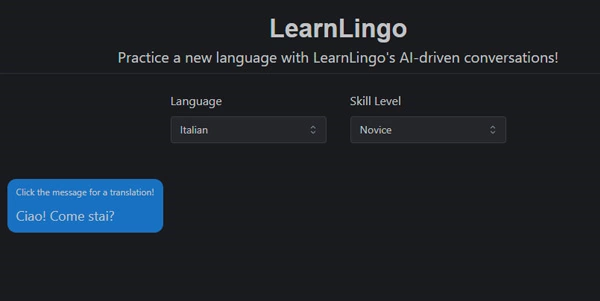 LearnLingo
Practice a new language with LearnLingo's AI-driven conversations!
Language
Skill Level
Italian
Novice
Click the message for a translation!
Ciao! Come stai?